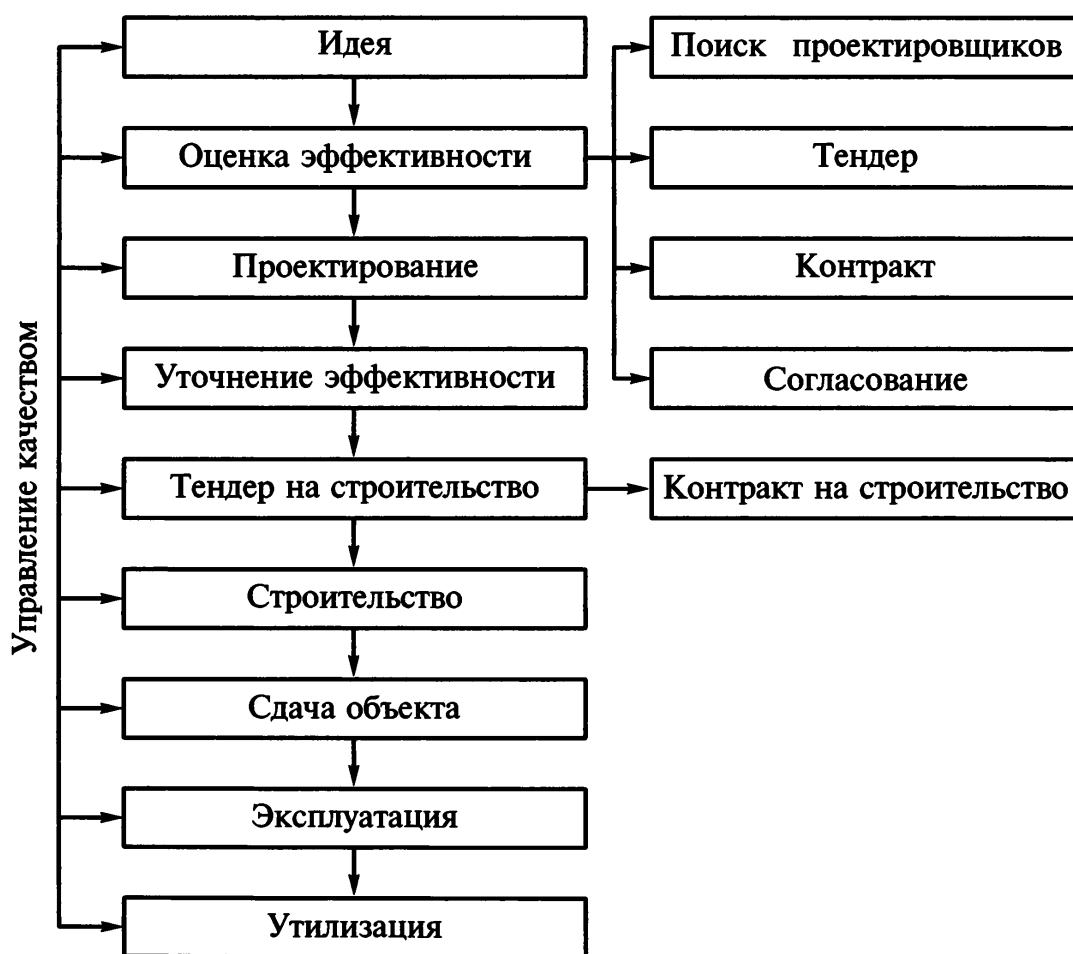 Идея
Поиск проектировщиков
Оценка эффективности
Тендер
Проектирование
Контракт
Уточнение эффективности
Согласование
Тендер на строительство
Контракт на строительство
Строительство
Сдача объекта
Эксплуатация
Утилизация
Управление качеством